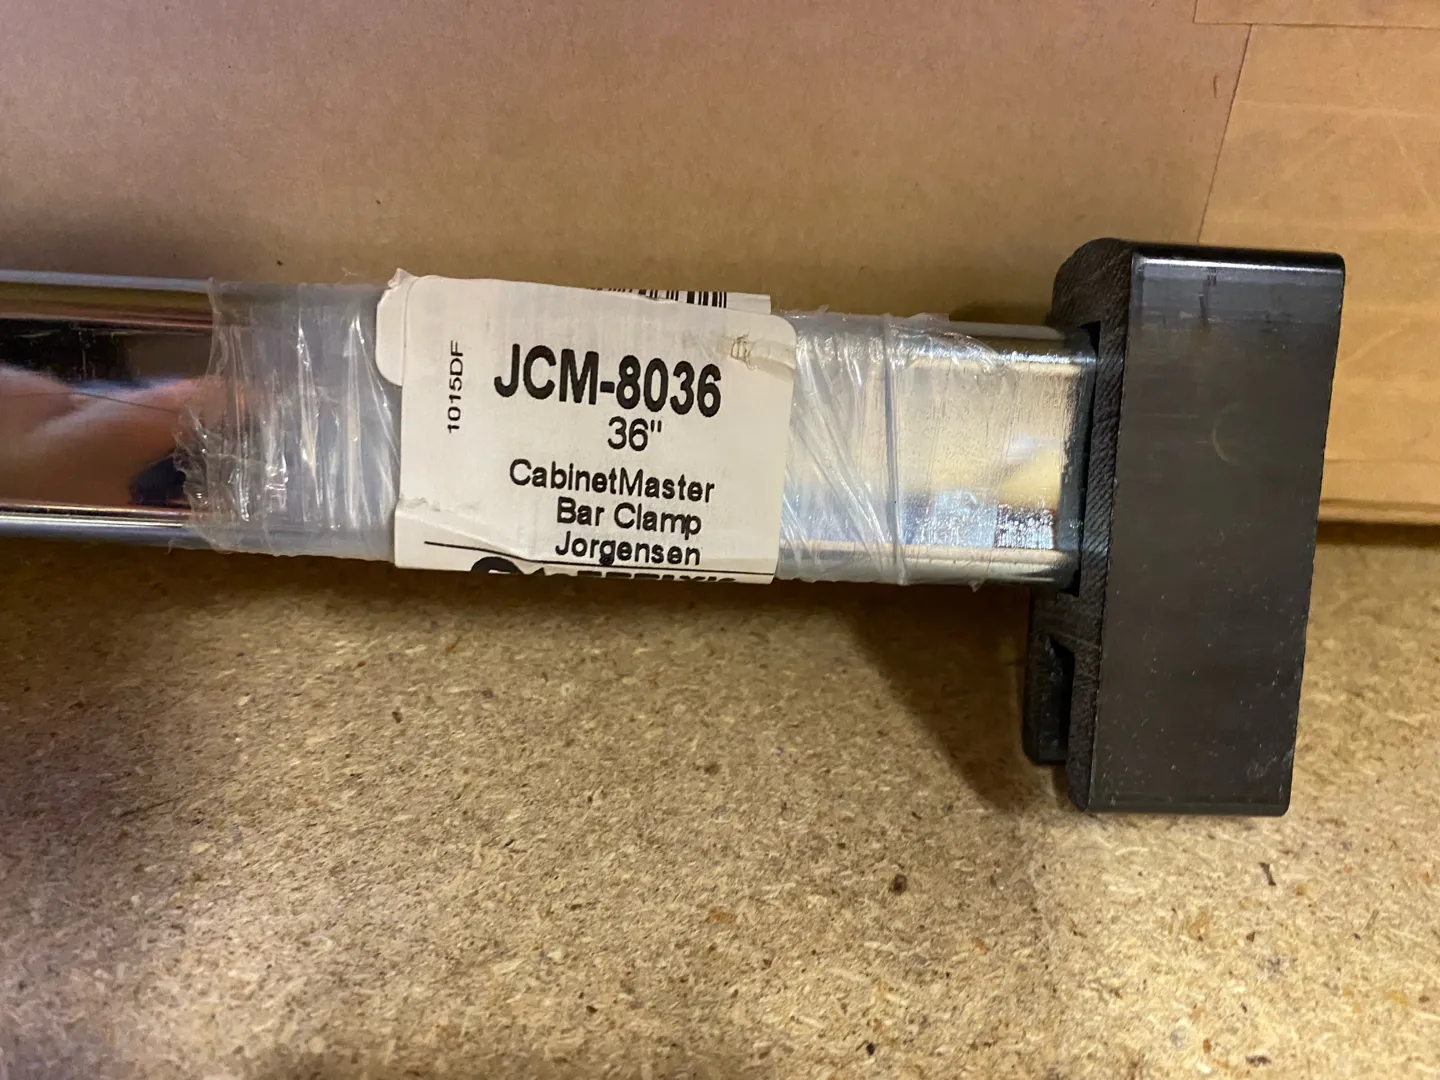 1015DF
JCM-8036
36"
CabinetMaster
Bar Clamp
Jorgensen